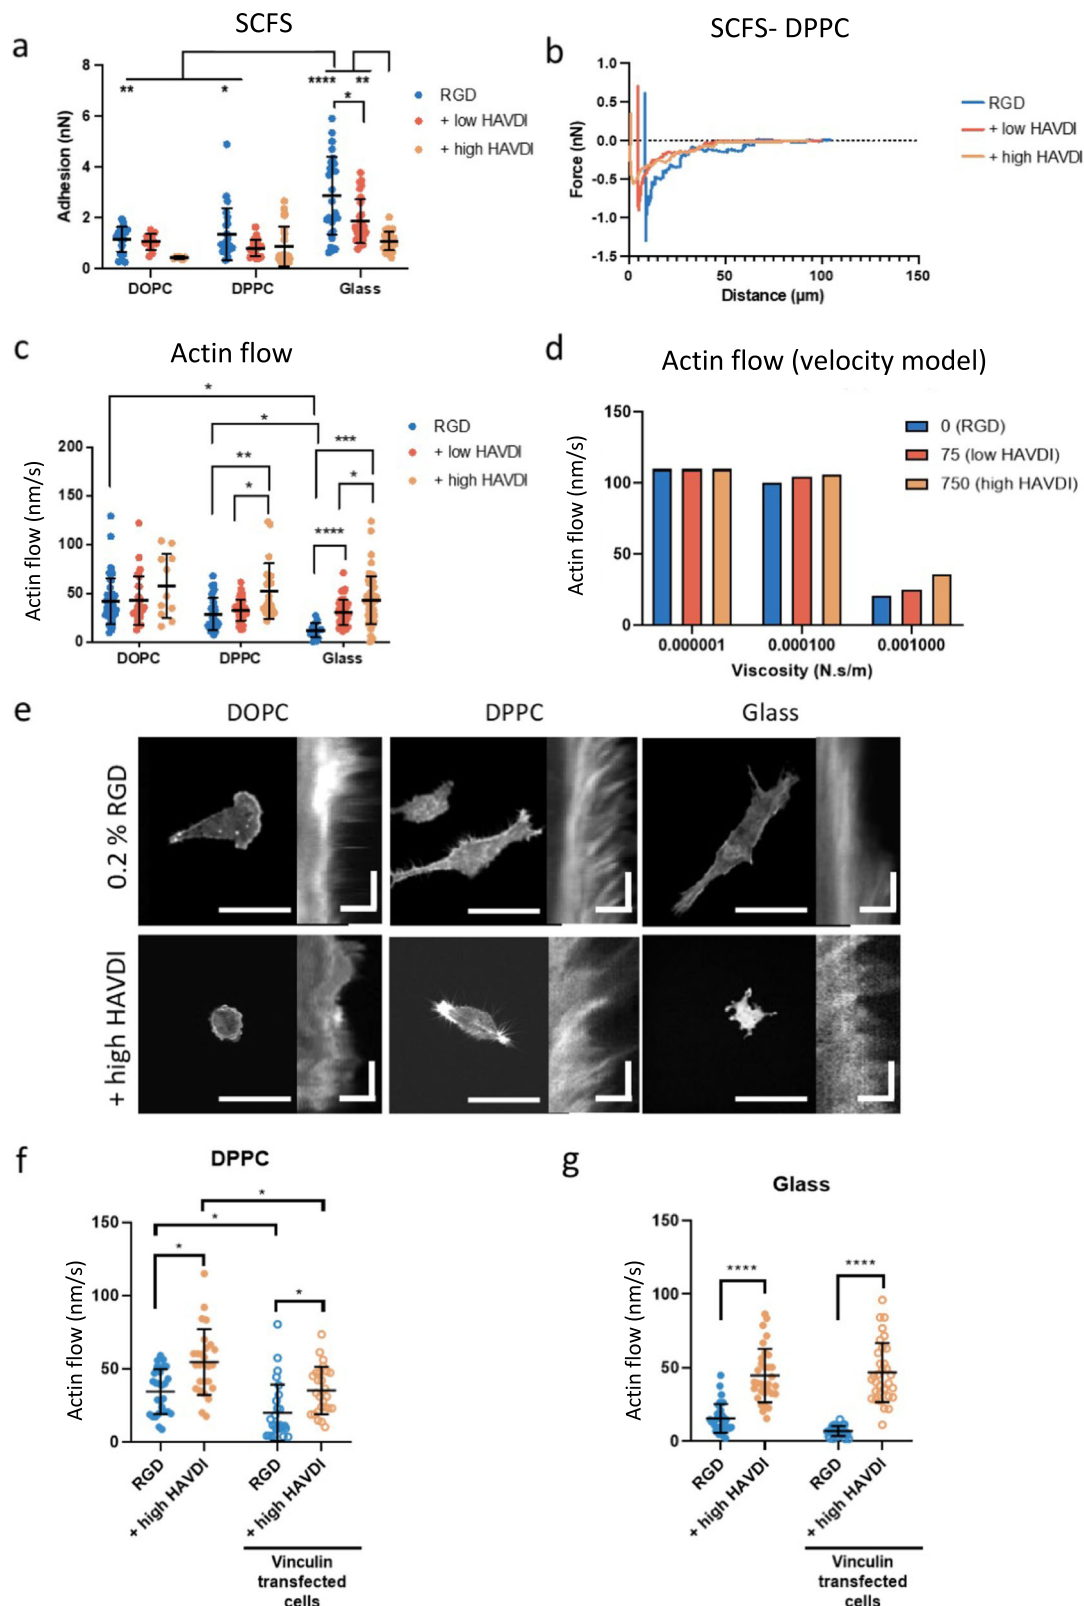 a
SCFS
8
6
4
2
0
Adhesion (nN)
**
*
****
**
*
RGD
+ low HAVDI
+ high HAVDI
DOPC
DPPC
Glass
b
SCFS- DPPC
1.0
0.5
0.0
-0.5
-1.0
-1.5
Force (nN)
0
50
100
150
Distance (µm)
RGD
+ low HAVDI
+ high HAVDI
c
Actin flow
200
150
100
50
0
Actin flow (nm/s)
*
*
***
**
*
*
****
RGD
+ low HAVDI
+ high HAVDI
DOPC
DPPC
Glass
d
Actin flow (velocity model)
150
100
50
0
Actin flow (nm/s)
0 (RGD)
75 (low HAVDI)
750 (high HAVDI)
0.000001
0.000100
0.001000
Viscosity (N.s/m)
e
DOPC
DPPC
Glass
0.2 % RGD
+ high HAVDI
f
DPPC
150
100
50
0
Actin flow (nm/s)
*
*
*
*
RGD
+ high HAVDI
RGD
+ high HAVDI
Vinculin
transfected
cells
g
Glass
150
100
50
0
Actin flow (nm/s)
****
****
RGD
+ high HAVDI
RGD
+ high HAVDI
Vinculin
transfected
cells